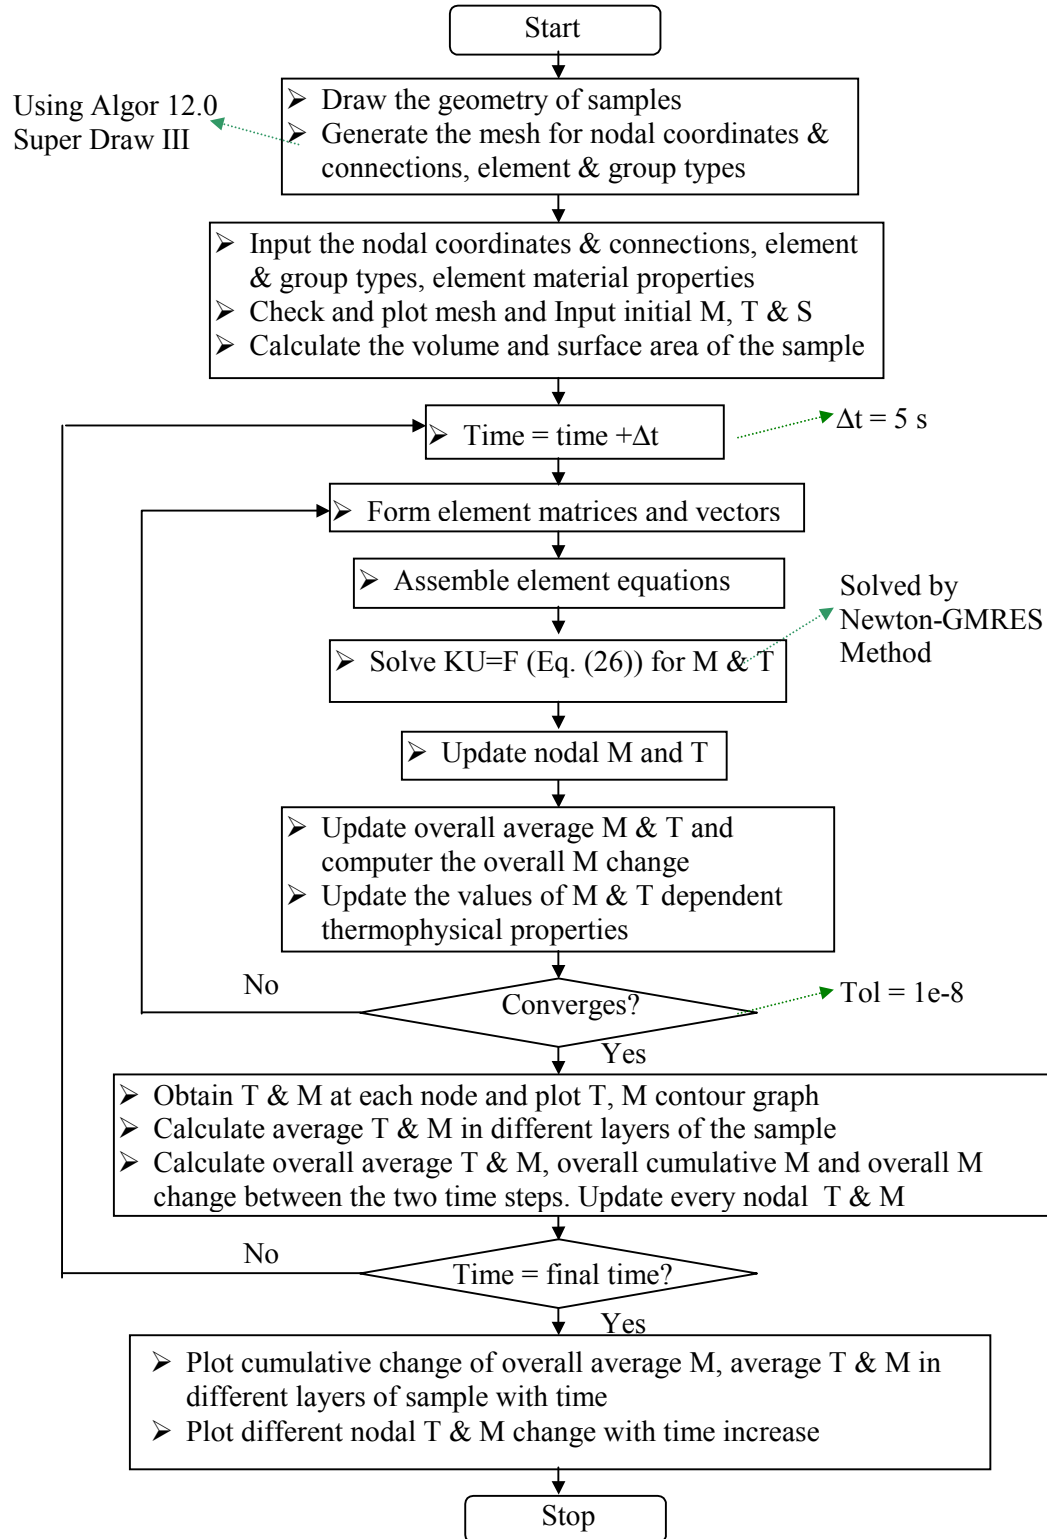 Start
Using Algor 12.0
Super Draw III
➢ Draw the geometry of samples
➢ Generate the mesh for nodal coordinates &
connections, element & group types
➢ Input the nodal coordinates & connections, element
& group types, element material properties
➢ Check and plot mesh and Input initial M, T & S
➢ Calculate the volume and surface area of the sample
➢ Time = time +Δt
Δt = 5 s
➢ Form element matrices and vectors
➢ Assemble element equations
Solved by
Newton-GMRES
Method
➢ Solve KU=F (Eq. (26)) for M & T
➢ Update nodal M and T
➢ Update overall average M & T and
computer the overall M change
➢ Update the values of M & T dependent
thermophysical properties
No
Converges?
Tol = 1e-8
Yes
➢ Obtain T & M at each node and plot T, M contour graph
➢ Calculate average T & M in different layers of the sample
➢ Calculate overall average T & M, overall cumulative M and overall M
change between the two time steps. Update every nodal T & M
No
Time = final time?
Yes
➢ Plot cumulative change of overall average M, average T & M in
different layers of sample with time
➢ Plot different nodal T & M change with time increase
Stop